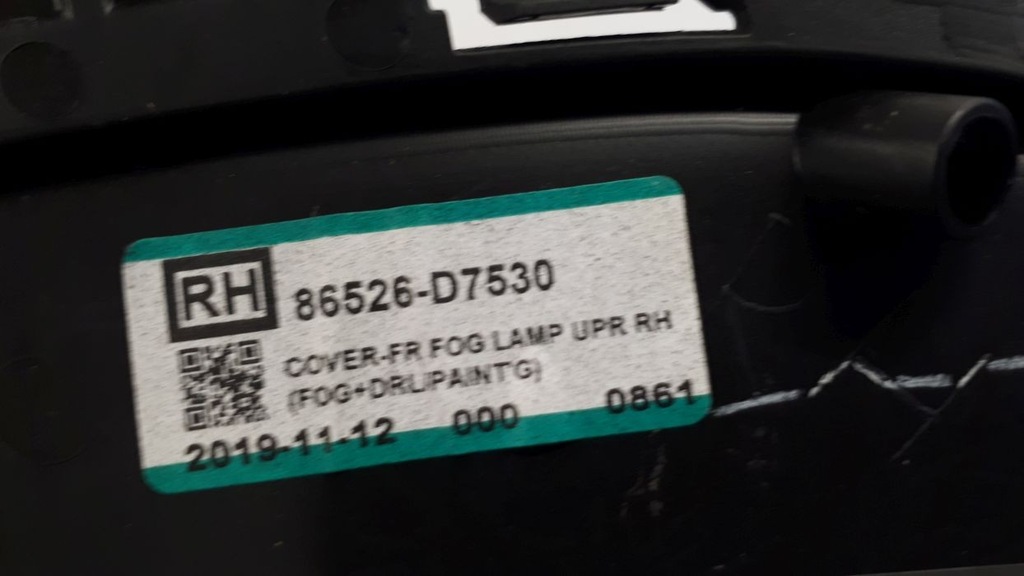 RH 86526-D7530
COVER-FR FOG LAMP UPR RH
(FOG+DRL/PAINT'G)
2019-11-12 000 0861